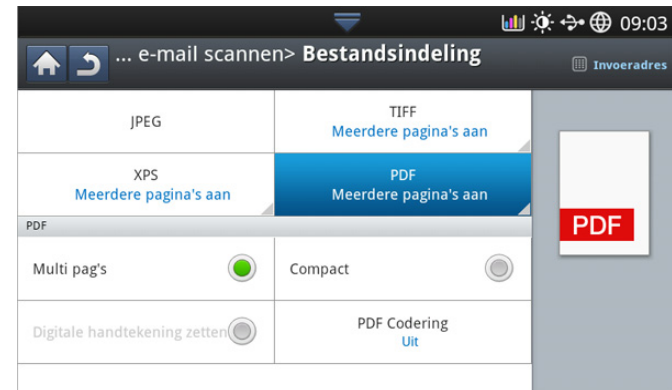 09:03
... e-mail scannen> Bestandsindeling
Invoeradres
JPEG
TIFF
Meerdere pagina's aan
XPS
Meerdere pagina's aan
PDF
Meerdere pagina's aan
PDF
PDF
Multi pag's
Compact
Digitale handtekening zetten
PDF Codering
Uit